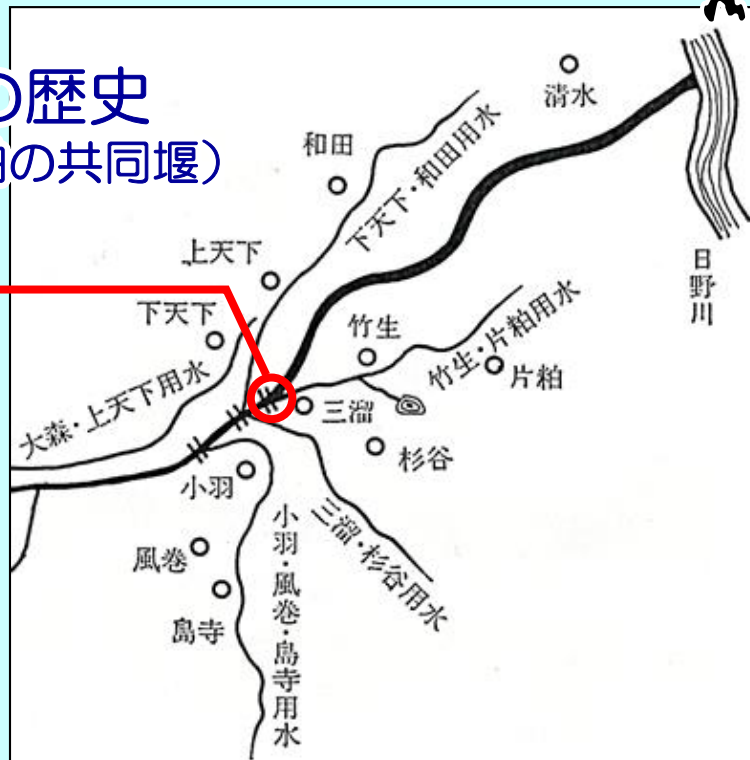 の歴史
の共同堰）
清水
和田
下天下・和田用水
上天下
日野川
下天下
竹生
竹生・片粕用水
片粕
大森・上天下用水
三溜
杉谷
小羽
三溜・杉谷用水
小羽・風巻・島寺用水
風巻
島寺